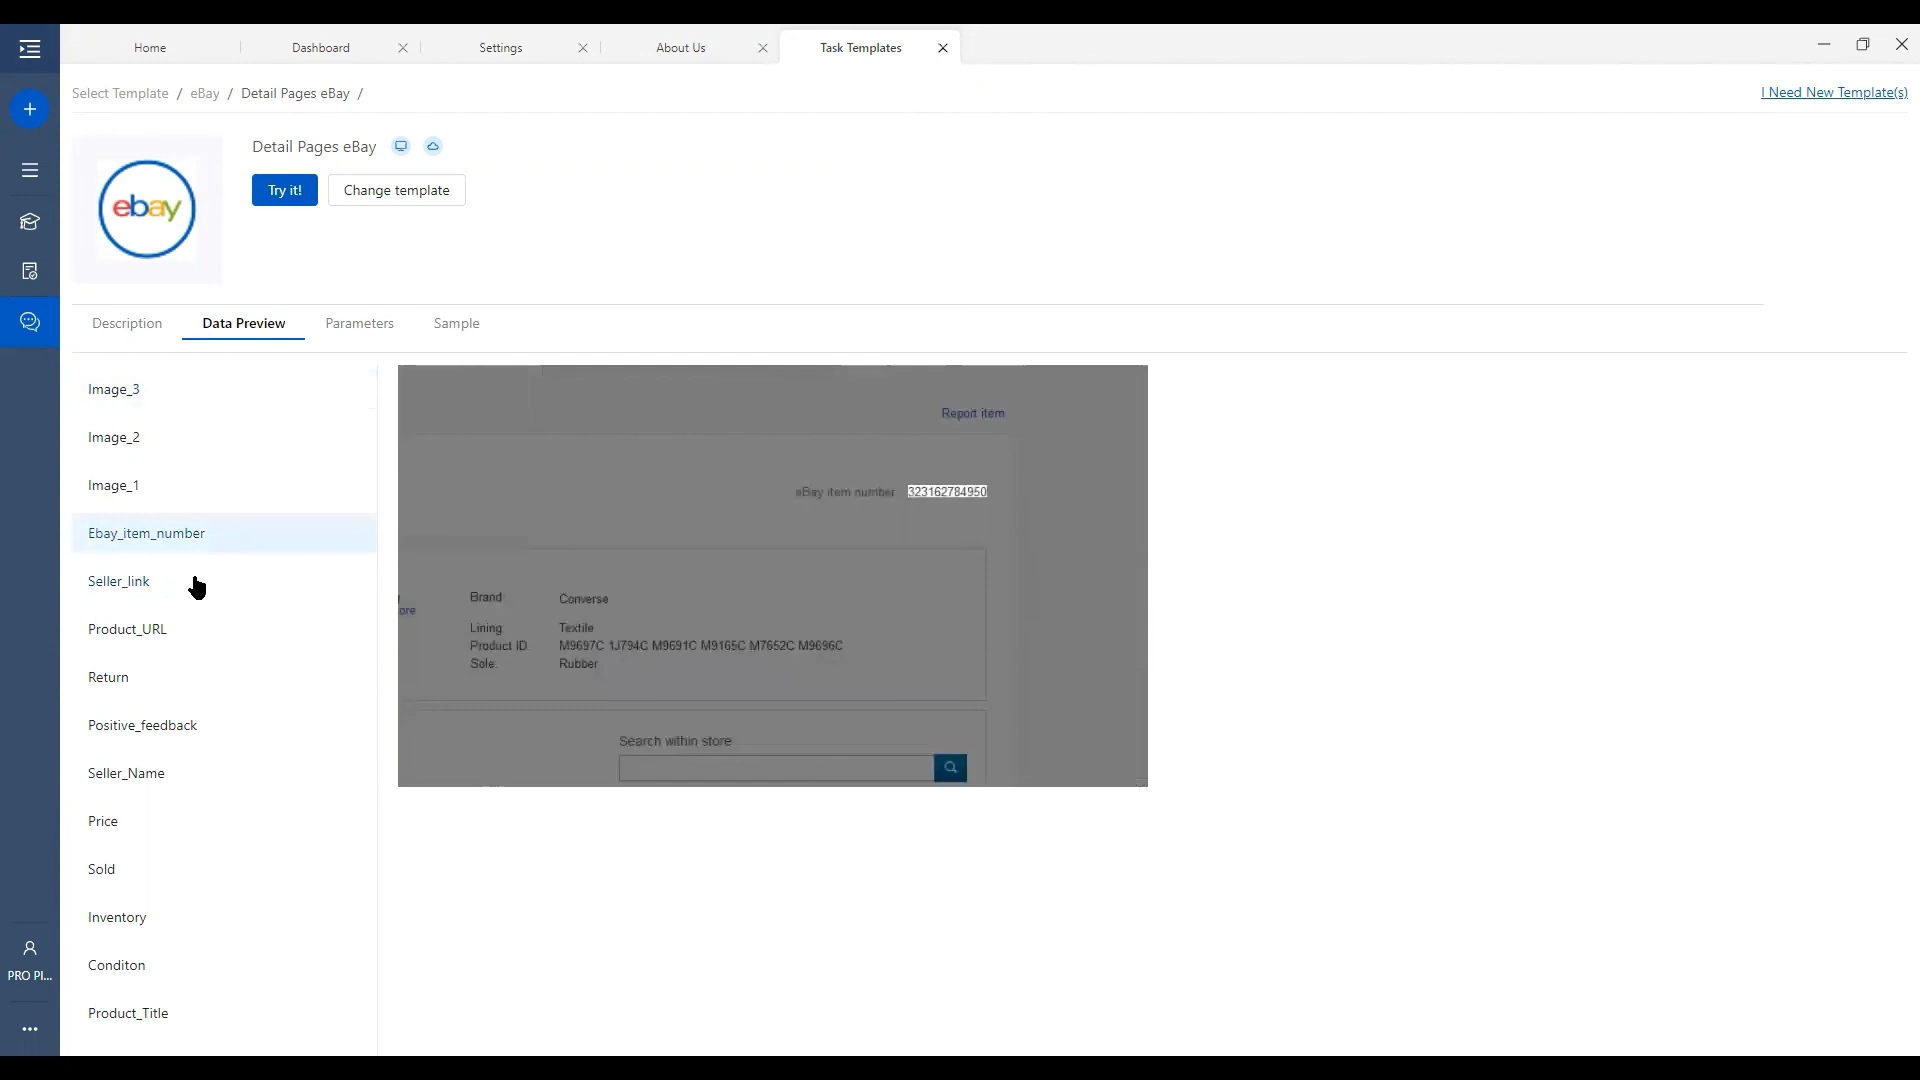 Home
Dashboard
Settings
About Us
Task Templates
Select Template / eBay / Detail Pages eBay /
I Need New Template(s)
ebay
Detail Pages eBay
Try it!
Change template
Description
Data Preview
Parameters
Sample
Image_3
Image_2
Image_1
Ebay_item_number
Seller_link
Product_URL
Return
Positive_feedback
Seller_Name
Price
Sold
Inventory
Conditon
Product_Title
Report item
eBay item number 323162784950
ore
Brand Converse
Lining Textile
Product ID. M9697C 1J794C M9691C M9165C M7652C M9696C
Sole. Rubber
Search within store
PRO Pl...